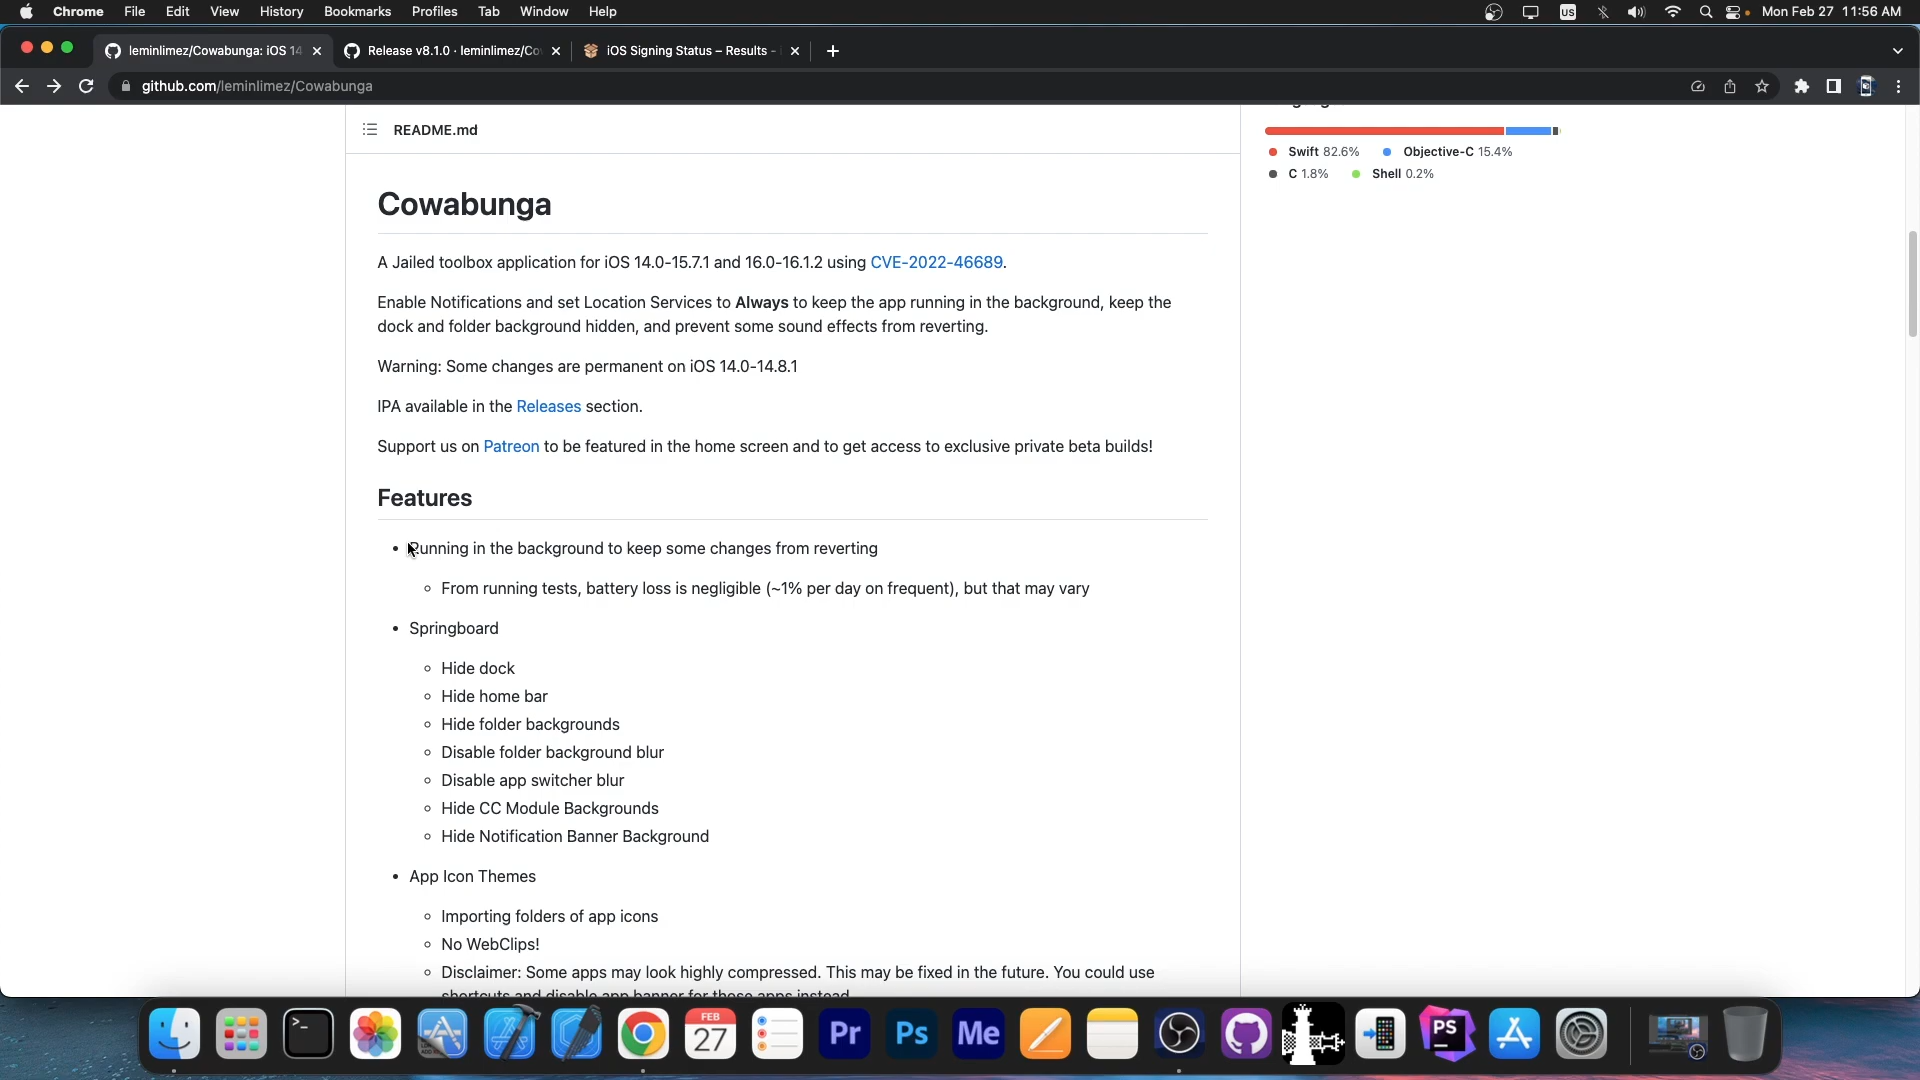 Chrome File Edit View History Bookmarks Profiles Tab Window Help US Mon Feb 27 11:56 AM
leminlimez/Cowabunga: iOS 14 Release v8.1.0 · leminlimez/Co iOS Signing Status – Results -
github.com/leminlimez/Cowabunga
README.md
Swift 82.6% Objective-C 15.4%
C 1.8% Shell 0.2%
Cowabunga
A Jailed toolbox application for iOS 14.0-15.7.1 and 16.0-16.1.2 using CVE-2022-46689.
Enable Notifications and set Location Services to Always to keep the app running in the background, keep the
dock and folder background hidden, and prevent some sound effects from reverting.
Warning: Some changes are permanent on iOS 14.0-14.8.1
IPA available in the Releases section.
Support us on Patreon to be featured in the home screen and to get access to exclusive private beta builds!
Features
• Running in the background to keep some changes from reverting
◦ From running tests, battery loss is negligible (~1% per day on frequent), but that may vary
• Springboard
◦ Hide dock
◦ Hide home bar
◦ Hide folder backgrounds
◦ Disable folder background blur
◦ Disable app switcher blur
◦ Hide CC Module Backgrounds
◦ Hide Notification Banner Background
• App Icon Themes
◦ Importing folders of app icons
◦ No WebClips!
◦ Disclaimer: Some apps may look highly compressed. This may be fixed in the future. You could use
shortcuts and disable app banner for those apps instead.
FEB
27
Pr Ps Me PS